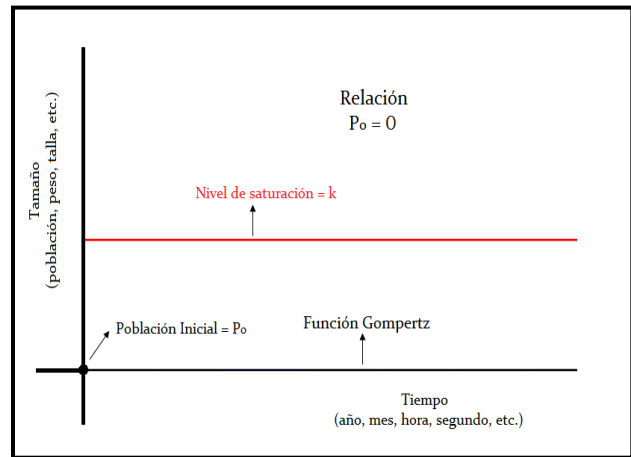 Relación
P₀ = 0
Tamaño
(población, peso, talla, etc.)
Nivel de saturación = k
Población Inicial = P₀
Función Gompertz
Tiempo
(año, mes, hora, segundo, etc.)